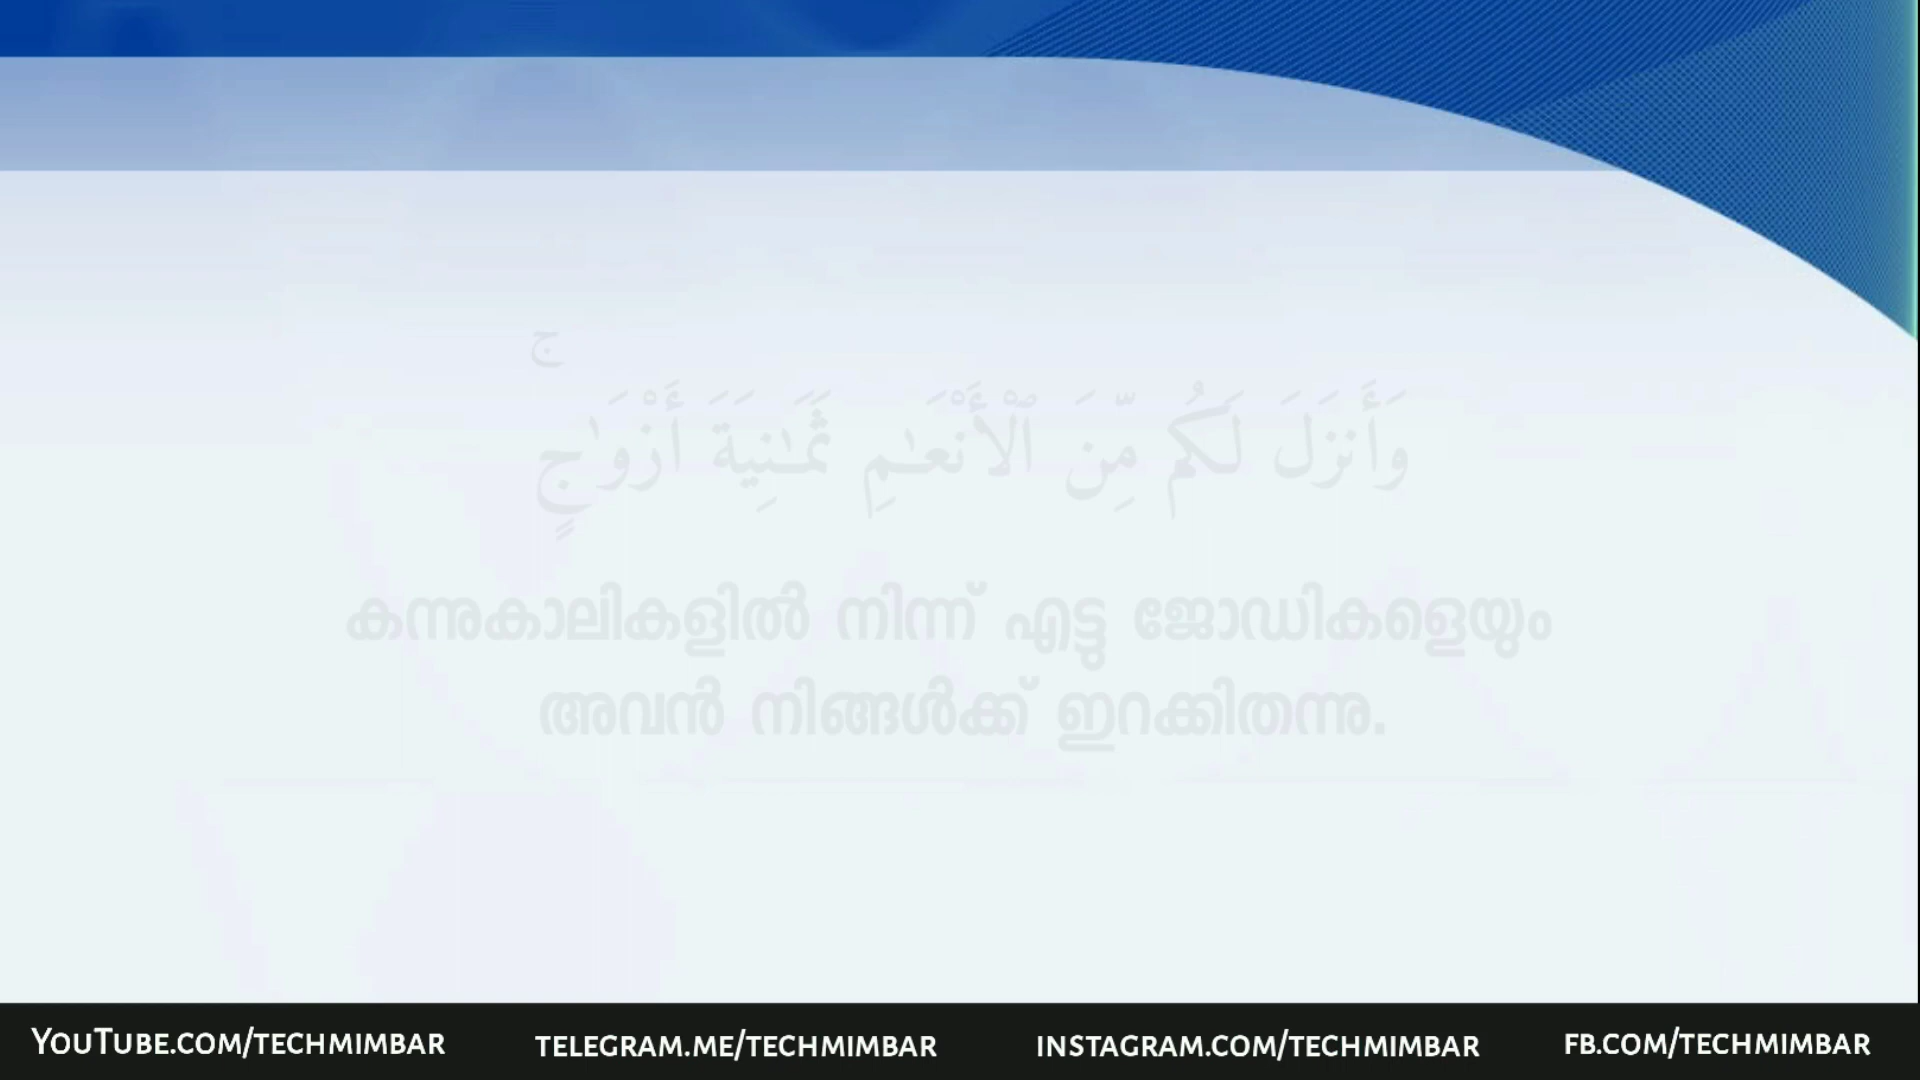 وَأَنزَلَ لَكُم مِّنَ ٱلْأَنْعَـٰمِ ثَمَـٰنِيَةَ أَزْوَٰجٍ ۚ
കന്നുകാലികളിൽ നിന്ന് എട്ടു ജോഡികളെയും
അവൻ നിങ്ങൾക്ക് ഇറക്കിതന്നു.
YOUTUBE.COM/TECHMIMBAR TELEGRAM.ME/TECHMIMBAR INSTAGRAM.COM/TECHMIMBAR FB.COM/TECHMIMBAR